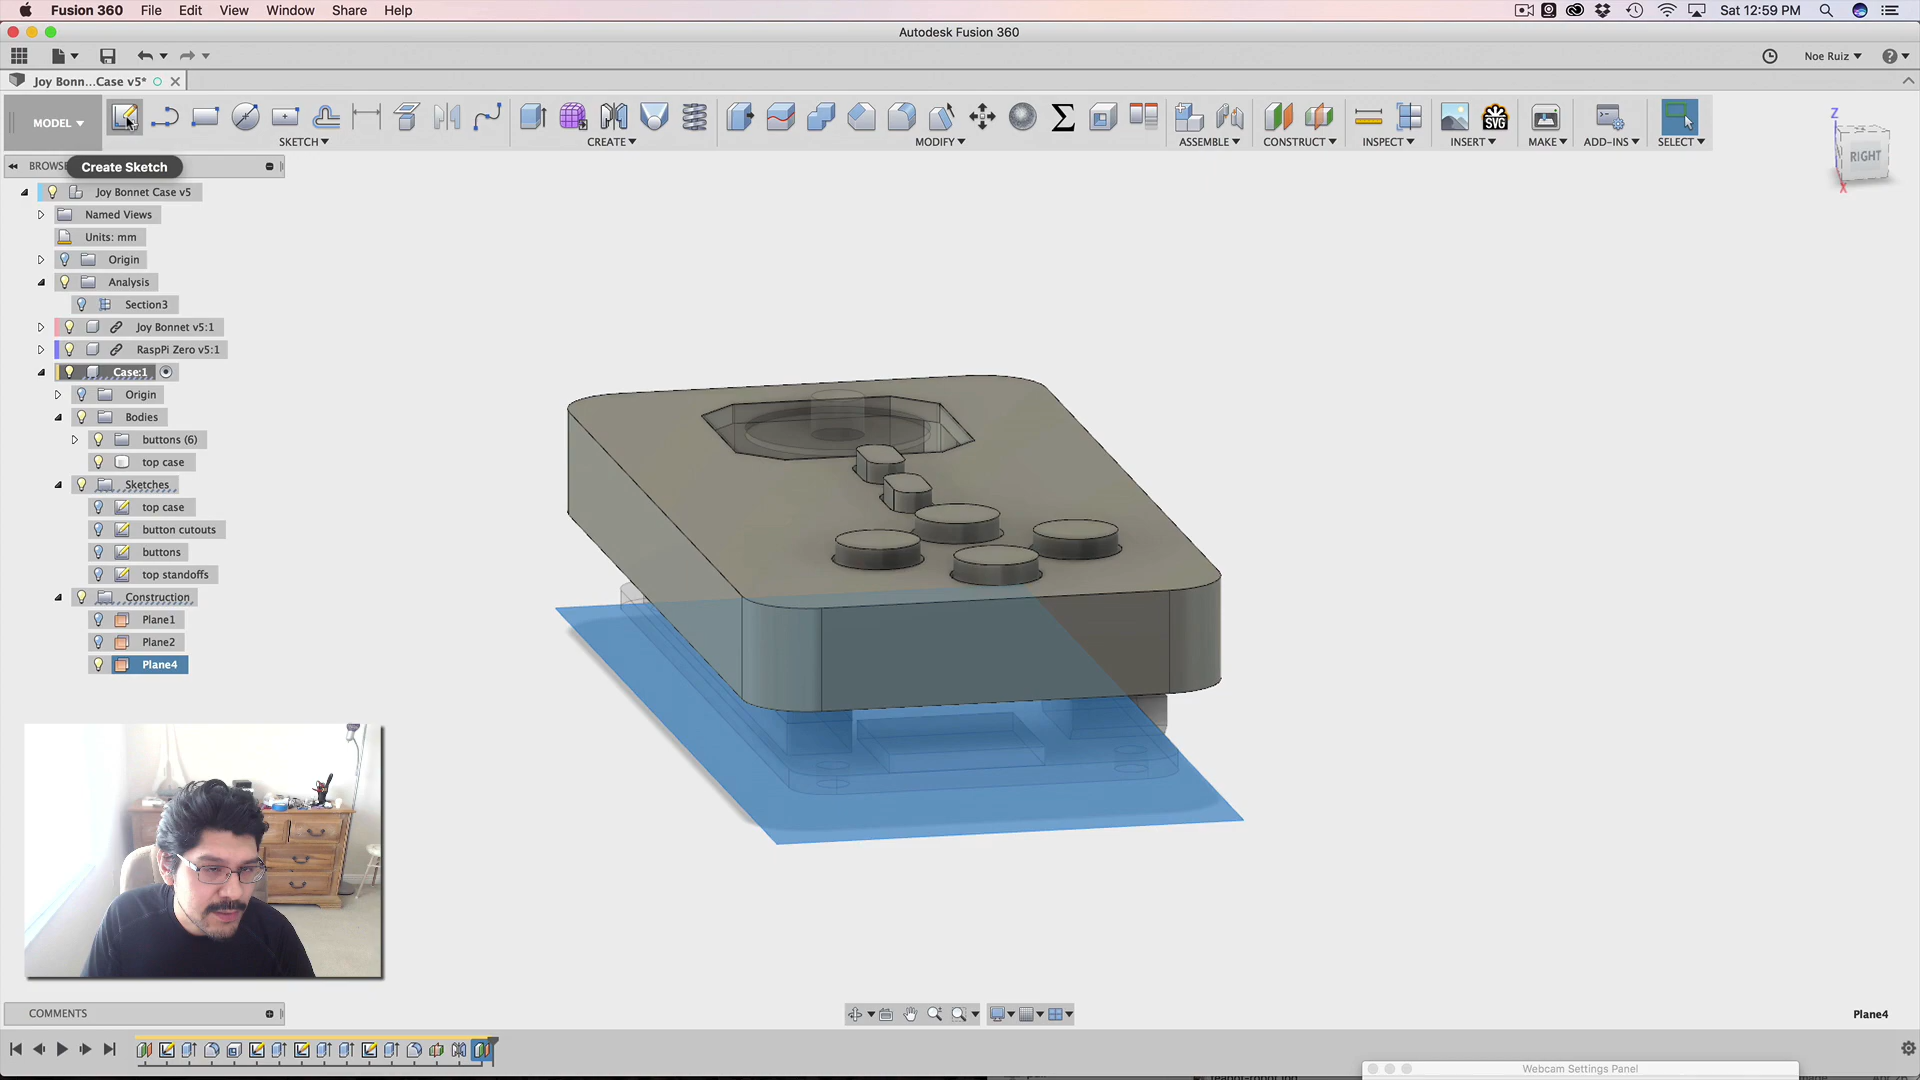 Fusion 360 File Edit View Window Share Help
Sat 12:59 PM
Autodesk Fusion 360
Noe Ruiz
Joy Bonn...Case v5*
MODEL
SKETCH
CREATE
MODIFY
ASSEMBLE
CONSTRUCT
INSPECT
INSERT
MAKE
ADD-INS
SELECT
SVG
Z
RIGHT
X
Create Sketch
Joy Bonnet Case v5
Named Views
Units: mm
Origin
Analysis
Section3
Joy Bonnet v5:1
RaspPi Zero v5:1
Case:1
Origin
Bodies
buttons (6)
top case
Sketches
top case
button cutouts
buttons
top standoffs
Construction
Plane1
Plane2
Plane4
COMMENTS
Plane4
Webcam Settings Panel